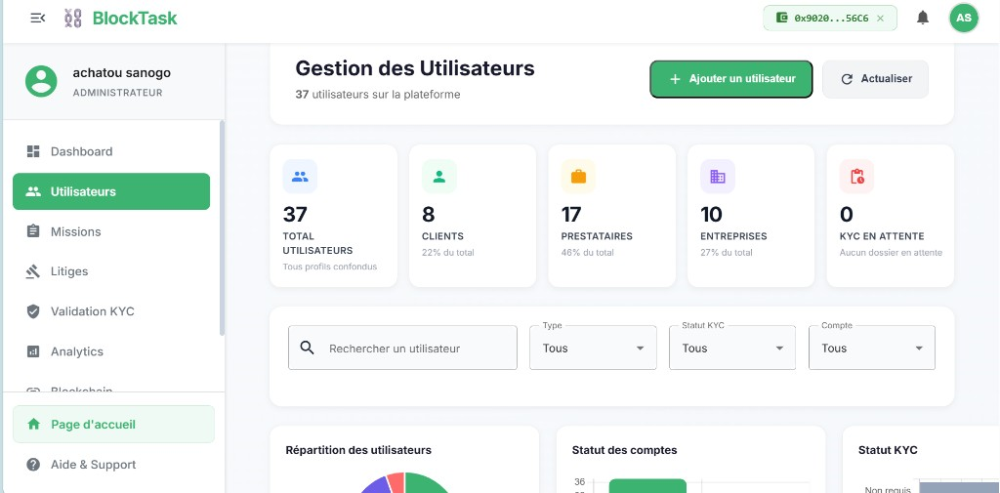 BlockTask
0x9020...56C6 ×
AS
achatou sanogo
ADMINISTRATEUR
Dashboard
Utilisateurs
Missions
Litiges
Validation KYC
Analytics
Blockchain
Page d'accueil
Aide & Support
Gestion des Utilisateurs
37 utilisateurs sur la plateforme
+ Ajouter un utilisateur
Actualiser
37
TOTAL
UTILISATEURS
Tous profils confondus
8
CLIENTS
22% du total
17
PRESTATAIRES
46% du total
10
ENTREPRISES
27% du total
0
KYC EN ATTENTE
Aucun dossier en attente
Rechercher un utilisateur
Type
Tous
Statut KYC
Tous
Compte
Tous
Répartition des utilisateurs
Statut des comptes
36
Statut KYC
Non requis